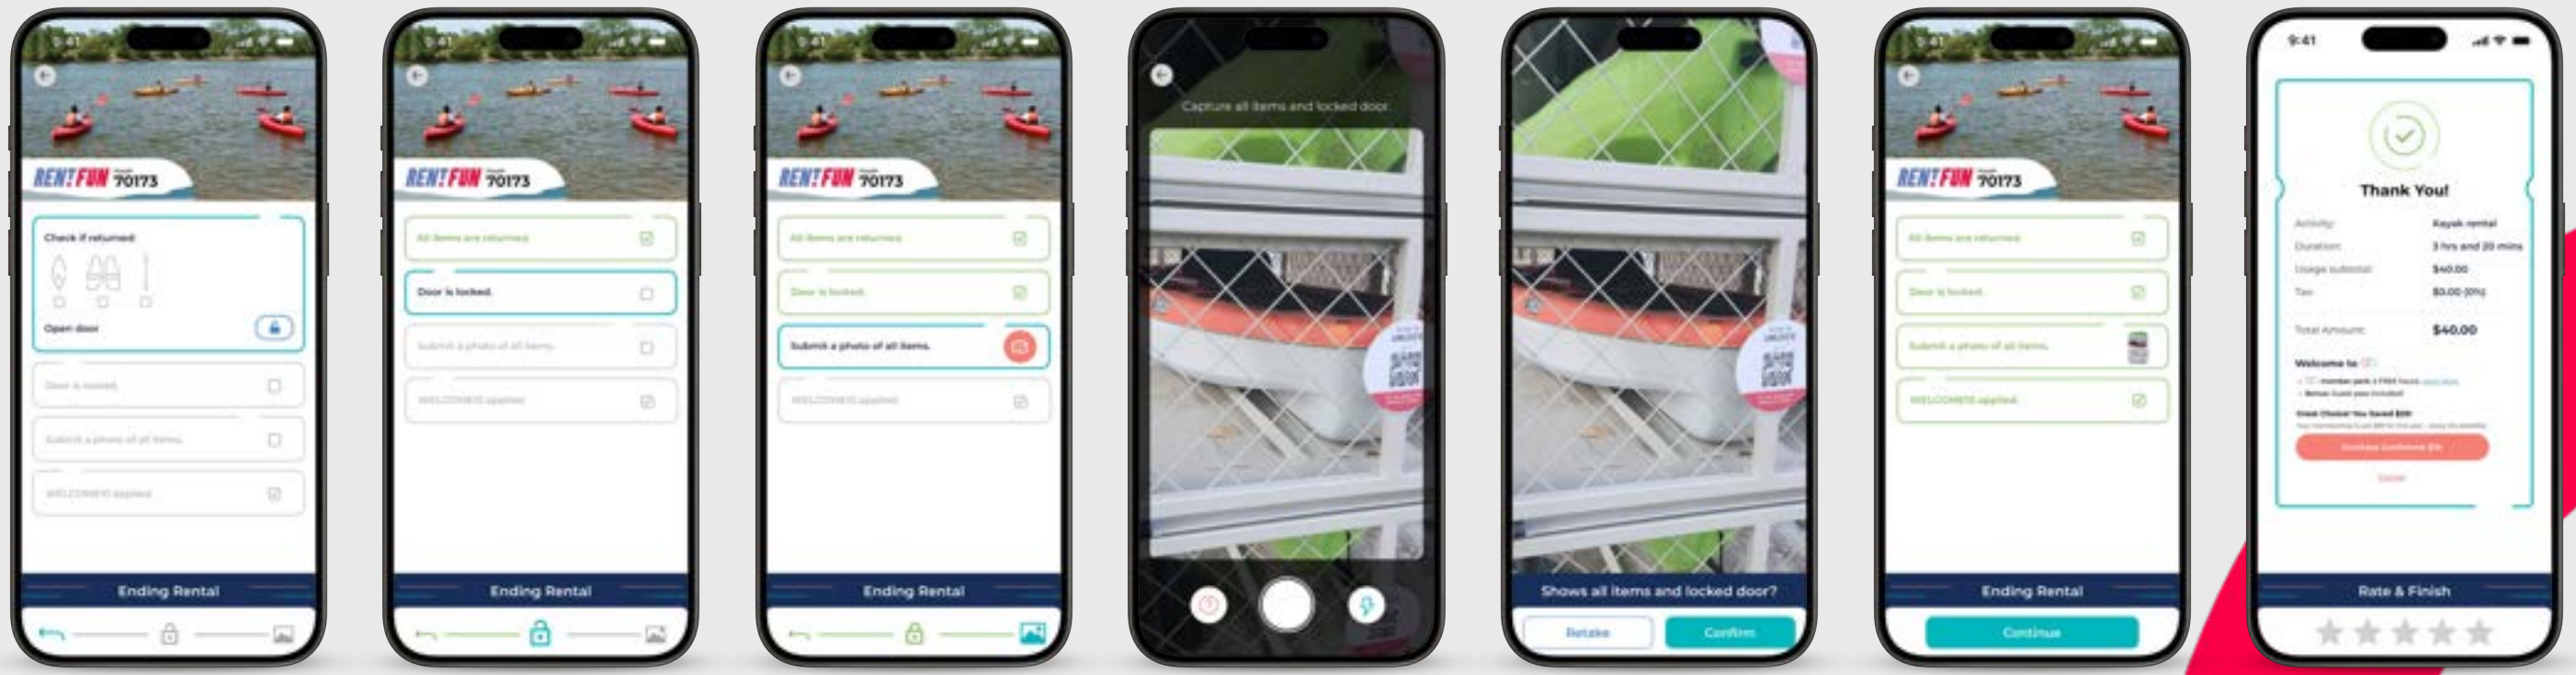 9:41
RENT.FUN 70173
Check if returned:
Open door
Door is locked.
Submit a photo of all items.
WELCOME10 applied
Ending Rental
9:41
RENT.FUN 70173
All items are returned.
Door is locked.
Submit a photo of all items.
WELCOME10 applied
Ending Rental
9:41
RENT.FUN 70173
All items are returned.
Door is locked.
Submit a photo of all items.
WELCOME10 applied
Ending Rental
Capture all items and locked door.
Shows all items and locked door?
Retake
Confirm
9:41
RENT.FUN 70173
All items are returned.
Door is locked.
Submit a photo of all items.
WELCOME10 applied
Ending Rental
Continue
9:41
Thank You!
Activity: Kayak rental
Duration: 3 hrs and 20 mins
Usage subtotal: $40.00
Tax: $0.00 (0%)
Total Amount: $40.00
Welcome to
Rate & Finish